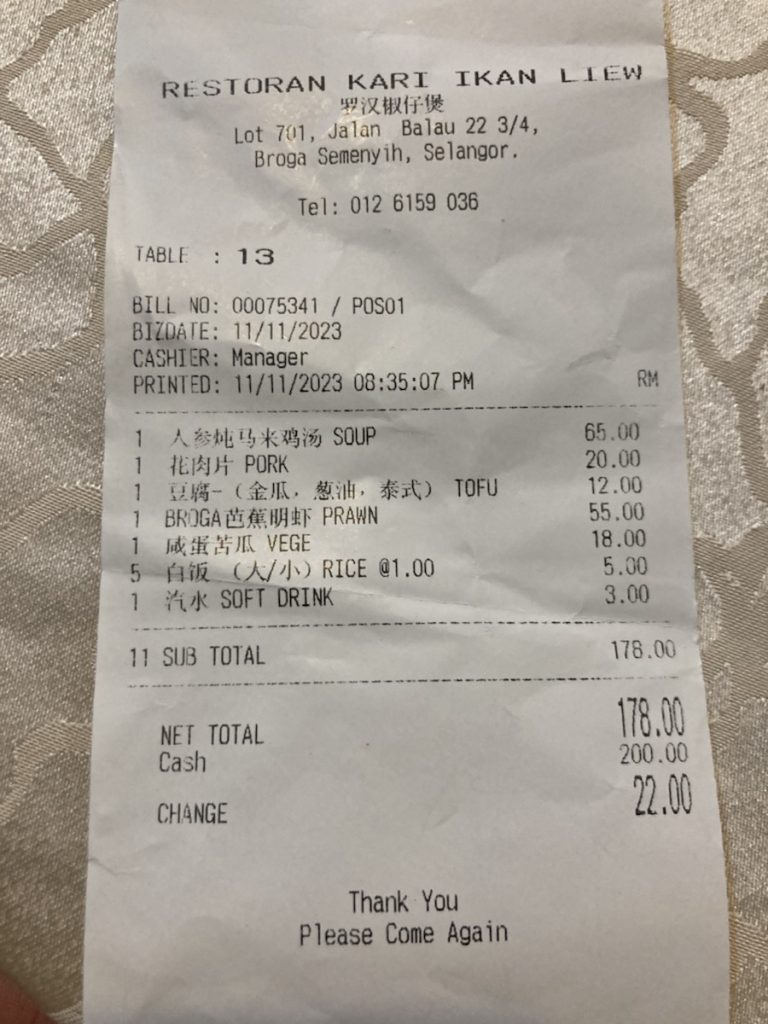 RESTORAN KARI IKAN LIEW
罗汉椒仔煲
Lot 701, Jalan Balau 22 3/4,
Broga Semenyih, Selangor.
Tel: 012 6159 036
TABLE : 13
BILL NO: 00075341 / POS01
BIZDATE: 11/11/2023
CASHIER: Manager
PRINTED: 11/11/2023 08:35:07 PM RM
1 人参炖马来鸡汤 SOUP 65.00
1 花肉片 PORK 20.00
1 豆腐-（金瓜，葱油，泰式） TOFU 12.00
1 BROGA芭蕉明虾 PRAWN 55.00
1 咸蛋苦瓜 VEGE 18.00
5 白饭 （大/小）RICE @1.00 5.00
1 汽水 SOFT DRINK 3.00
11 SUB TOTAL 178.00
NET TOTAL 178.00
Cash 200.00
CHANGE 22.00
Thank You
Please Come Again